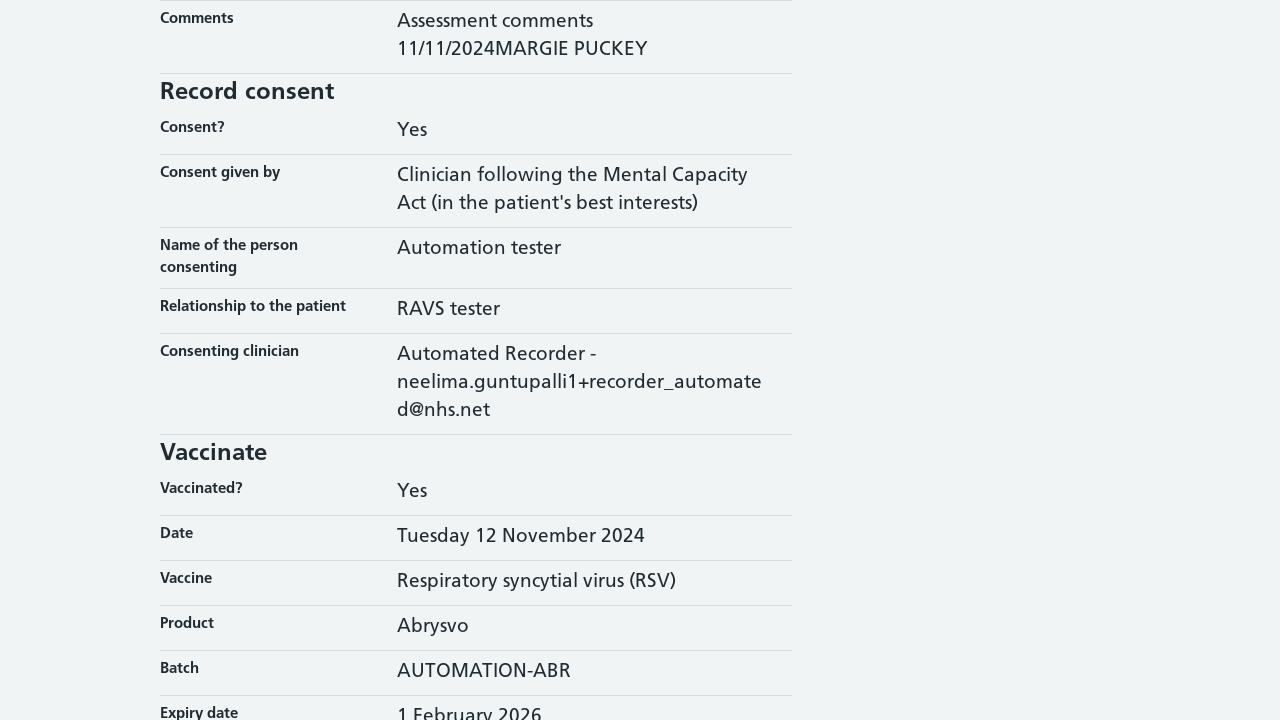 Comments
Assessment comments
11/11/2024MARGIE PUCKEY
Record consent
Consent?
Yes
Consent given by
Clinician following the Mental Capacity
Act (in the patient's best interests)
Name of the person
consenting
Automation tester
Relationship to the patient
RAVS tester
Consenting clinician
Automated Recorder -
neelima.guntupalli1+recorder_automate
d@nhs.net
Vaccinate
Vaccinated?
Yes
Date
Tuesday 12 November 2024
Vaccine
Respiratory syncytial virus (RSV)
Product
Abrysvo
Batch
AUTOMATION-ABR
Expiry date
1 February 2026